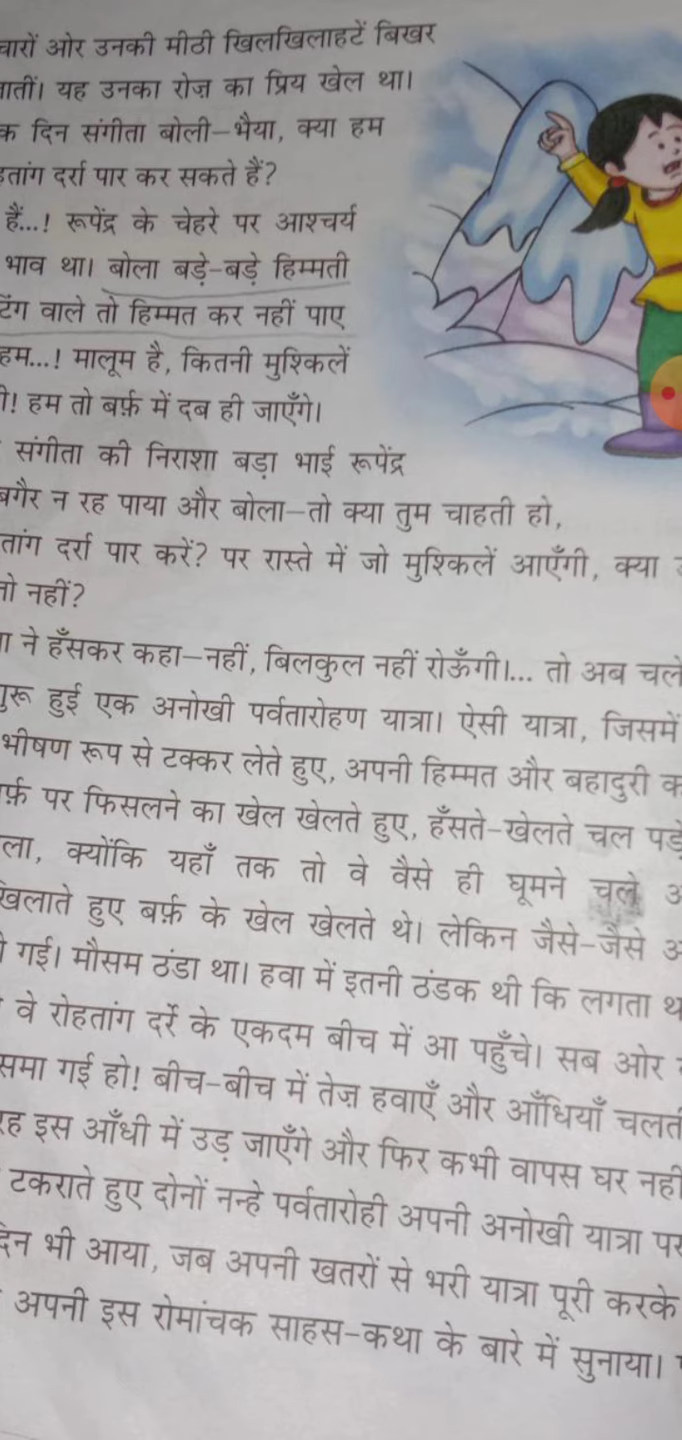 चारों ओर उनकी मीठी खिलखिलाहटें बिखर
जातीं। यह उनका रोज़ का प्रिय खेल था।
क दिन संगीता बोली—भैया, क्या हम
हतांग दर्रा पार कर सकते हैं?
हैं...! रूपेंद्र के चेहरे पर आश्चर्य
भाव था। बोला बड़े-बड़े हिम्मती
टिंग वाले तो हिम्मत कर नहीं पाए
हम...! मालूम है, कितनी मुश्किलें
हम तो बर्फ़ में दब ही जाएँगे।
संगीता की निराशा बड़ा भाई रूपेंद्र
बगैर न रह पाया और बोला—तो क्या तुम चाहती हो,
तांग दर्रा पार करें? पर रास्ते में जो मुश्किलें आएँगी, क्या
तो नहीं?
ने हँसकर कहा—नहीं, बिलकुल नहीं रोऊँगी।... तो अब चले
शुरू हुई एक अनोखी पर्वतारोहण यात्रा। ऐसी यात्रा, जिसमें
भीषण रूप से टक्कर लेते हुए, अपनी हिम्मत और बहादुरी
पर फिसलने का खेल खेलते हुए, हँसते-खेलते चल पड़े
ला, क्योंकि यहाँ तक तो वे वैसे ही घूमने चले
खिलाते हुए बर्फ़ के खेल खेलते थे। लेकिन जैसे-जैसे
गई। मौसम ठंडा था। हवा में इतनी ठंडक थी कि लगता
वे रोहतांग दर्रे के एकदम बीच में आ पहुँचे। सब ओर
समा गई हो! बीच-बीच में तेज़ हवाएँ और आँधियाँ चलतीं
रह इस आँधी में उड़ जाएँगे और फिर कभी वापस घर नहीं
टकराते हुए दोनों नन्हे पर्वतारोही अपनी अनोखी यात्रा पर
दिन भी आया, जब अपनी खतरों से भरी यात्रा पूरी करके
अपनी इस रोमांचक साहस-कथा के बारे में सुनाया।